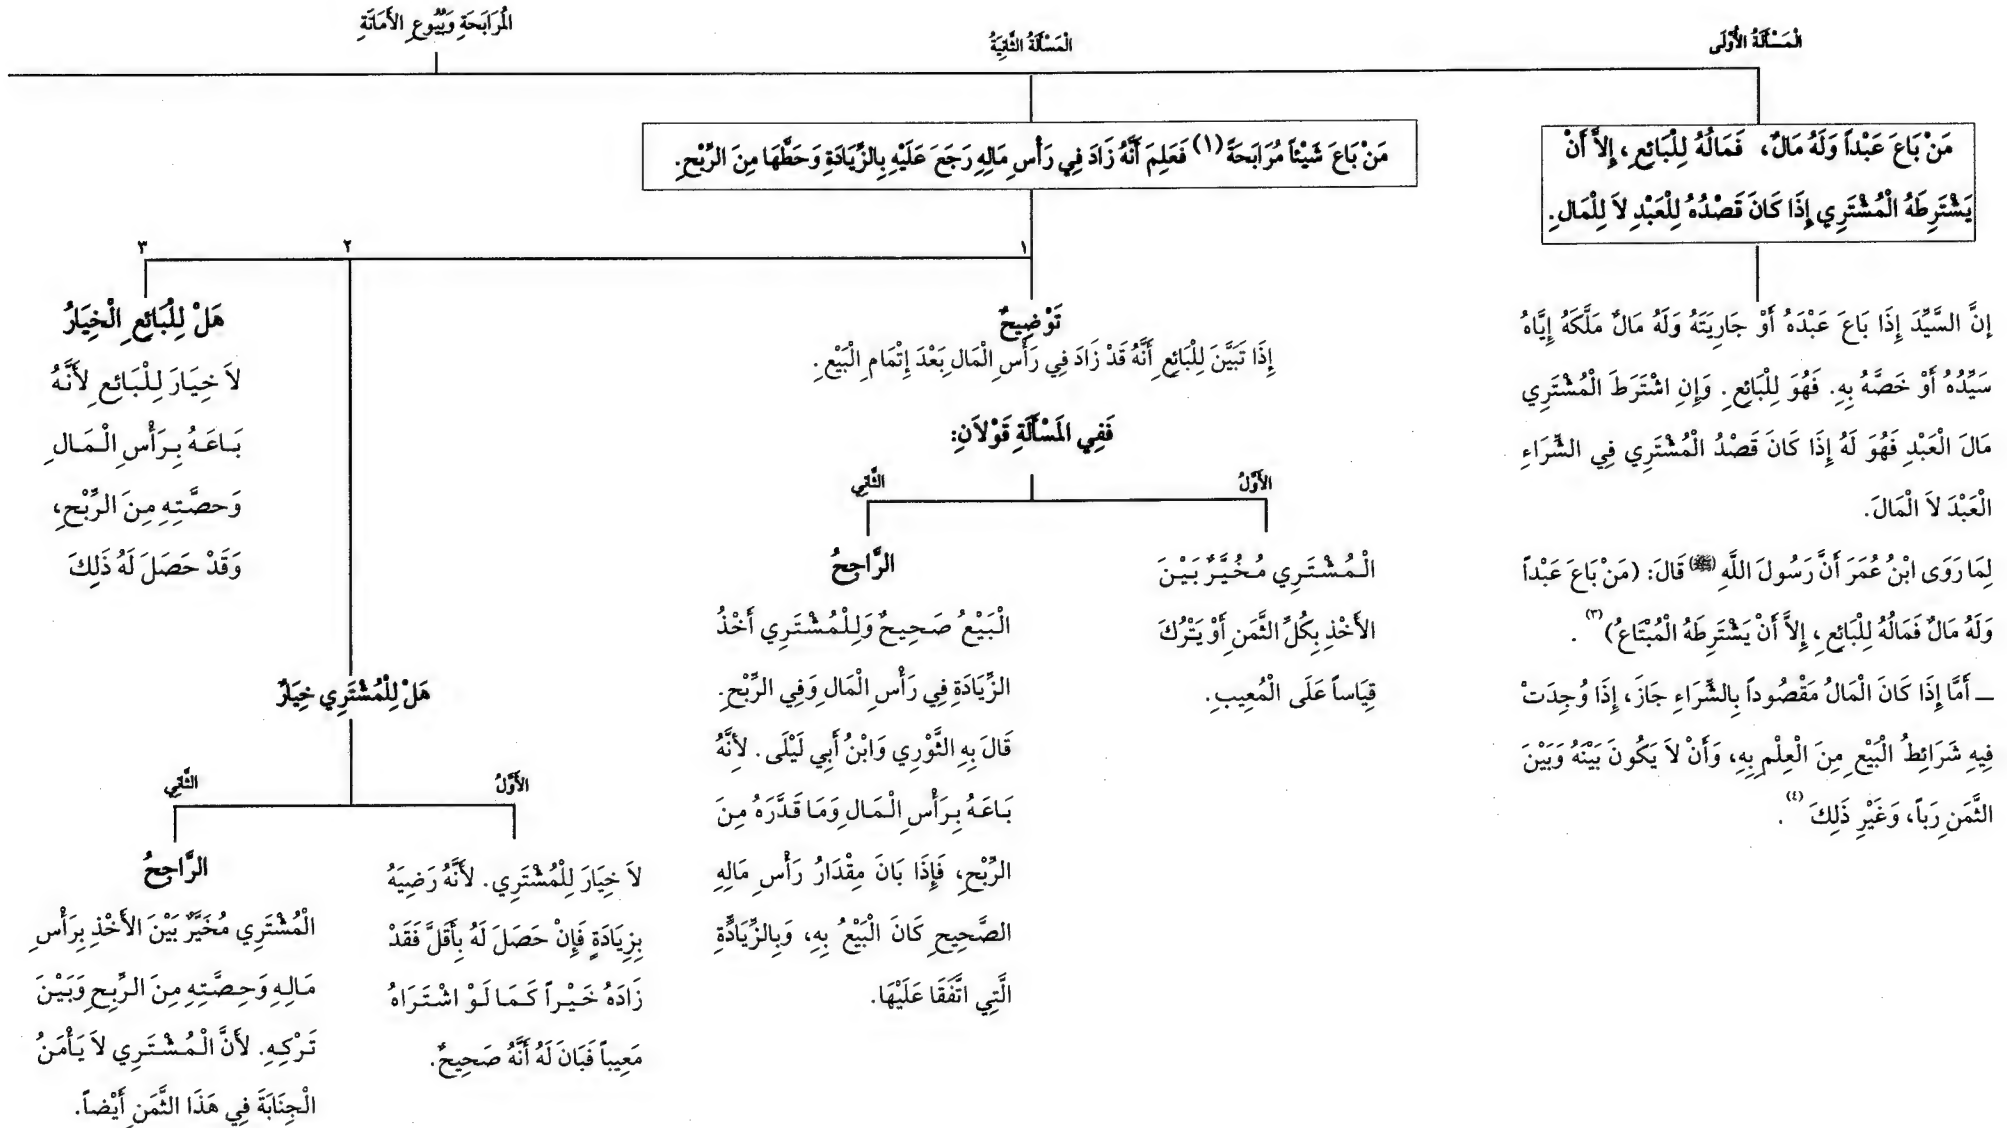 الْمُرَابَحَةِ وَبُيُوعِ الأَمَانَةِ
الْمَسْأَلَةُ الأُوْلَى
مَنْ بَاعَ عَبْداً وَلَهُ مَالٌ، فَمَالُهُ لِلْبَائِعِ، إِلاَّ أَنْ
يَشْتَرِطَهُ الْمُشْتَرِي إِذَا كَانَ قَصْدُهُ لِلْعَبْدِ لاَ لِلْمَالِ.
إِنَّ السَّيِّدَ إِذَا بَاعَ عَبْدَهُ أَوْ جَارِيَتَهُ وَلَهُ مَالٌ مَلَّكَهُ إِيَّاهُ
سَيِّدُهُ أَوْ خَصَّهُ بِهِ. فَهُوَ لِلْبَائِعِ. وَإِنِ اشْتَرَطَ الْمُشْتَرِي
مَالَ الْعَبْدِ فَهُوَ لَهُ إِذَا كَانَ قَصْدُ الْمُشْتَرِي فِي الشِّرَاءِ
الْعَبْدَ لاَ الْمَالَ.
لِمَا رَوَى ابْنُ عُمَرَ أَنَّ رَسُولَ اللَّهِ (ﷺ) قَالَ: (مَنْ بَاعَ عَبْداً
وَلَهُ مَالٌ فَمَالُهُ لِلْبَائِعِ، إِلاَّ أَنْ يَشْتَرِطَهُ الْمُبْتَاعُ)(٣).
ــ أَمَّا إِذَا كَانَ الْمَالُ مَقْصُوداً بِالشِّرَاءِ جَازَ، إِذَا وُجِدَتْ
فِيهِ شَرَائِطُ الْبَيْعِ مِنَ الْعِلْمِ بِهِ، وَأَنْ لاَ يَكُونَ بَيْنَهُ وَبَيْنَ
الثَّمَنِ رَباً، وَغَيْرِ ذَلِكَ(٤).
الْمَسْأَلَةُ الثَّانِيَةُ
مَنْ بَاعَ شَيْئاً مُرَابَحَةً(١) فَعَلِمَ أَنَّهُ زَادَ فِي رَأْسِ مَالِهِ رَجَعَ عَلَيْهِ بِالزِّيَادَةِ وَحَطَّهَا مِنَ الرِّبْحِ.
١
تَوْضِيحٌ
إِذَا تَبَيَّنَ لِلْبَائِعِ أَنَّهُ قَدْ زَادَ فِي رَأْسِ الْمَالِ بَعْدَ إِتْمَامِ الْبَيْعِ.
فَفِي الْمَسْأَلَةِ قَوْلاَنِ:
الأَوَّلُ
الْمُشْتَرِي مُخَيَّرٌ بَيْنَ
الأَخْذِ بِكُلِّ الثَّمَنِ أَوْ يَتْرُكَ
قِيَاساً عَلَى الْمُعِيبِ.
الثَّانِي
الرَّاجِحُ
الْبَيْعُ صَحِيحٌ وَلِلْمُشْتَرِي أَخْذُ
الزِّيَادَةِ فِي رَأْسِ الْمَالِ وَفِي الرِّبْحِ.
قَالَ بِهِ الثَّوْرِي وَابْنُ أَبِي لَيْلَى. لأَنَّهُ
بَاعَهُ بِرَأْسِ الْمَالِ وَمَا قَدَّرَهُ مِنَ
الرِّبْحِ، فَإِذَا بَانَ مِقْدَارُ رَأْسِ مَالِهِ
الصَّحِيحِ كَانَ الْبَيْعُ بِهِ، وَبِالزِّيَادَّةِ
الَّتِي اتَّفَقَا عَلَيْهَا.
٢
هَلْ لِلْمُشْتَرِي خِيَارٌ
الأَوَّلُ
لاَ خِيَارَ لِلْمُشْتَرِي. لأَنَّهُ رَضِيَهُ
بِزِيَادَةٍ فَإِنْ حَصَلَ لَهُ بِأَقَلَّ فَقَدْ
زَادَهُ خَيْراً كَمَا لَوْ اشْتَرَاهُ
مَعِيباً فَبَانَ لَهُ أَنَّهُ صَحِيحٌ.
الثَّانِي
الرَّاجِحُ
الْمُشْتَرِي مُخَيَّرٌ بَيْنَ الأَخْذِ بِرَأْسِ
مَالِهِ وَحِصَّتِهِ مِنَ الرِّبِحِ وَبَيْنَ
تَرْكِهِ. لأَنَّ الْمُشْتَرِي لاَ يَأْمَنُ
الْجِنَابَةَ فِي هَذَا الثَّمَنِ أَيْضاً.
٣
هَلْ لِلْبَائِعِ الْخِيَارُ
لاَ خِيَارَ لِلْبَائِعِ لأَنَّهُ
بَاعَهُ بِرَأْسِ الْمَالِ
وَحصَّتِهِ مِنَ الرِّبْحِ،
وَقَدْ حَصَلَ لَهُ ذَلِكَ